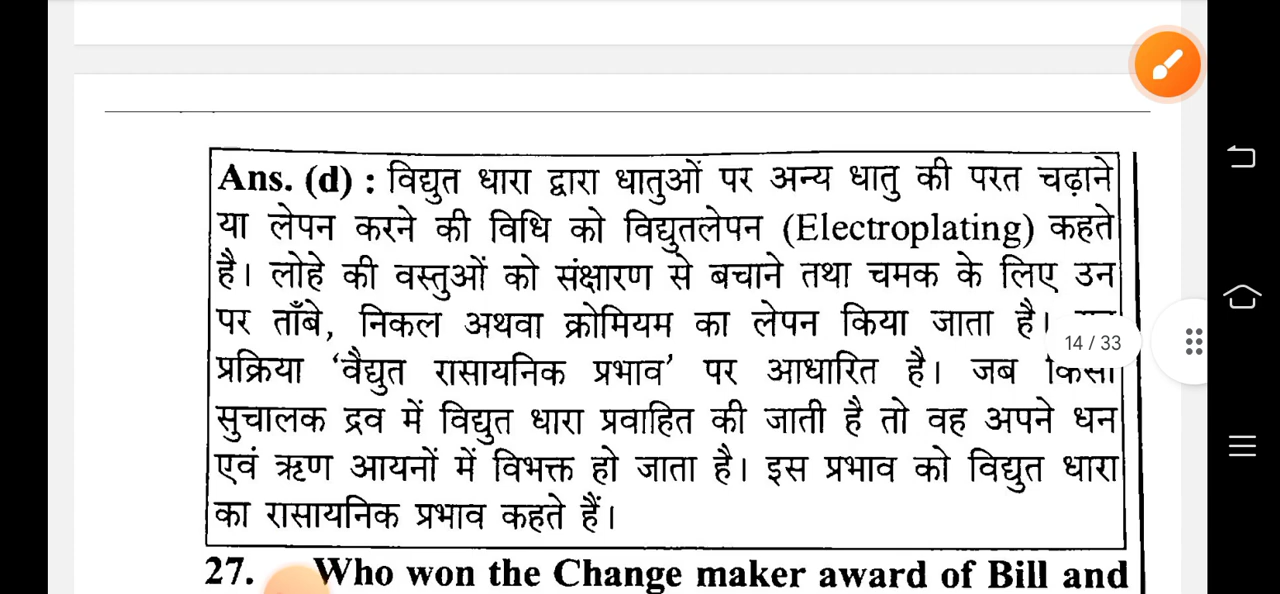 Ans. (d) : विद्युत धारा द्वारा धातुओं पर अन्य धातु की परत चढ़ाने
या लेपन करने की विधि को विद्युतलेपन (Electroplating) कहते
है। लोहे की वस्तुओं को संक्षारण से बचाने तथा चमक के लिए उन
पर ताँबे, निकल अथवा क्रोमियम का लेपन किया जाता है।
14 / 33
प्रक्रिया ‘वैद्युत रासायनिक प्रभाव’ पर आधारित है। जब किसी
सुचालक द्रव में विद्युत धारा प्रवाहित की जाती है तो वह अपने धन
एवं ऋण आयनों में विभक्त हो जाता है। इस प्रभाव को विद्युत धारा
का रासायनिक प्रभाव कहते हैं।
27. Who won the Change maker award of Bill and